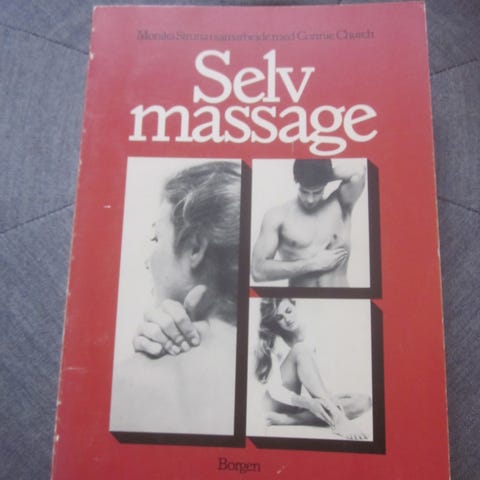 Monika Struna i samarbejde med Connie Church
Selv
massage
Borgen